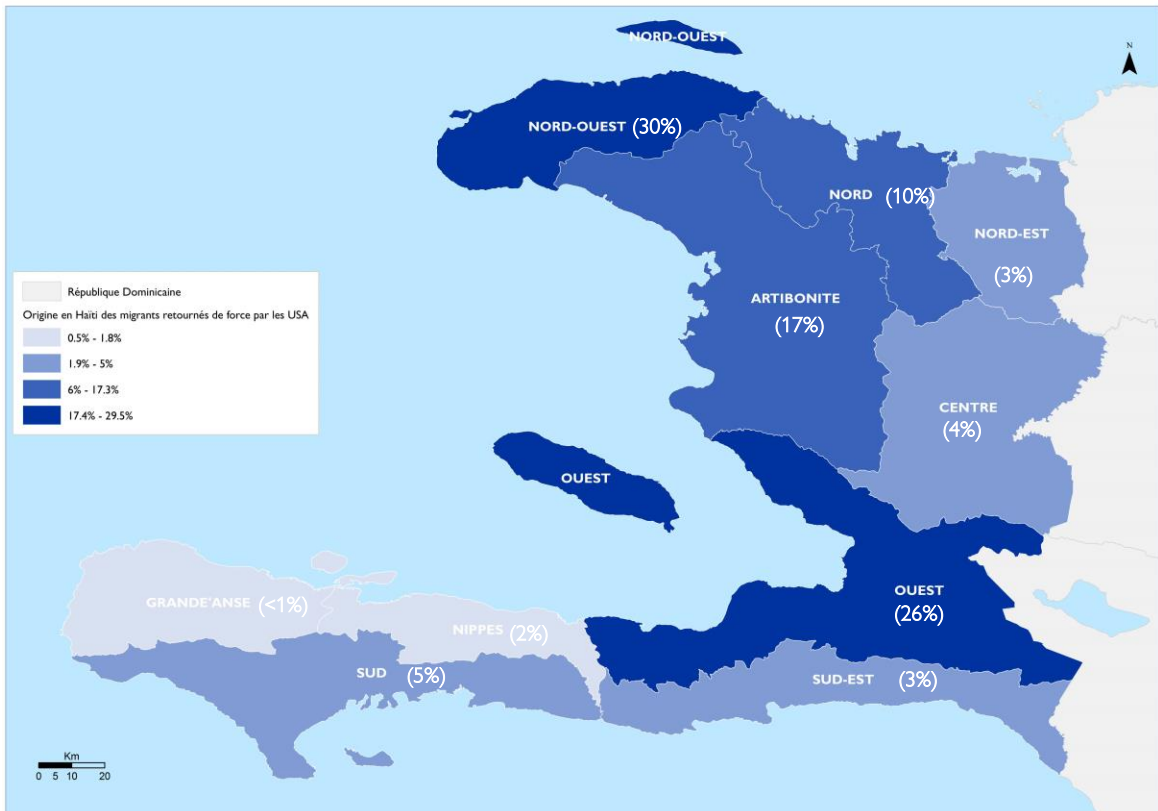 NORD-OUEST
N
NORD-OUEST (30%)
NORD (10%)
NORD-EST
(3%)
République Dominicaine
Origine en Haïti des migrants retournés de force par les USA
0.5% - 1.8%
1.9% - 5%
6% - 17.3%
17.4% - 29.5%
ARTIBONITE
(17%)
CENTRE
(4%)
OUEST
OUEST
(26%)
GRANDE'ANSE (<1%)
NIPPES (2%)
SUD (5%)
SUD-EST (3%)
Km
0 5 10 20